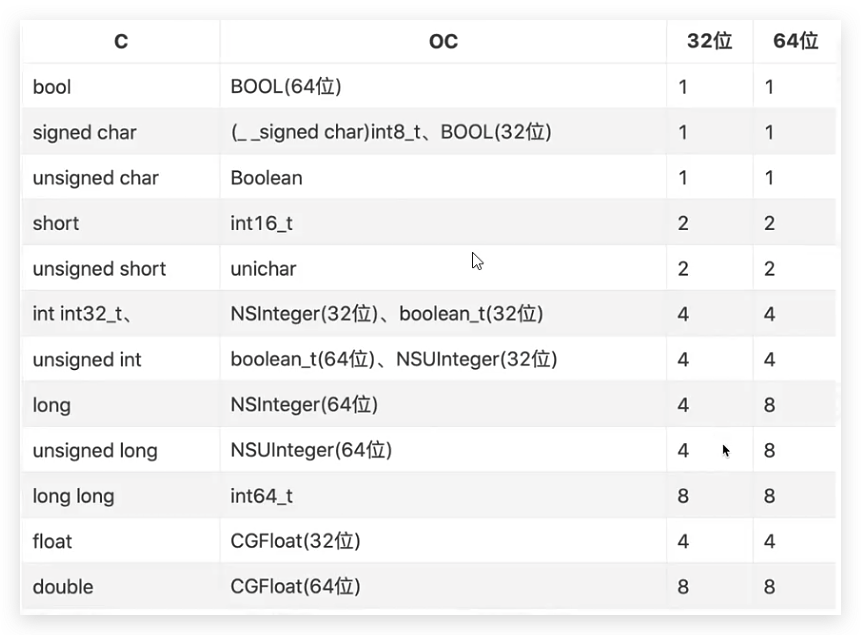 C OC 32位 64位
bool BOOL(64位) 1 1
signed char (_ _signed char)int8_t、BOOL(32位) 1 1
unsigned char Boolean 1 1
short int16_t 2 2
unsigned short unichar 2 2
int int32_t、 NSInteger(32位)、boolean_t(32位) 4 4
unsigned int boolean_t(64位)、NSUInteger(32位) 4 4
long NSInteger(64位) 4 8
unsigned long NSUInteger(64位) 4 8
long long int64_t 8 8
float CGFloat(32位) 4 4
double CGFloat(64位) 8 8